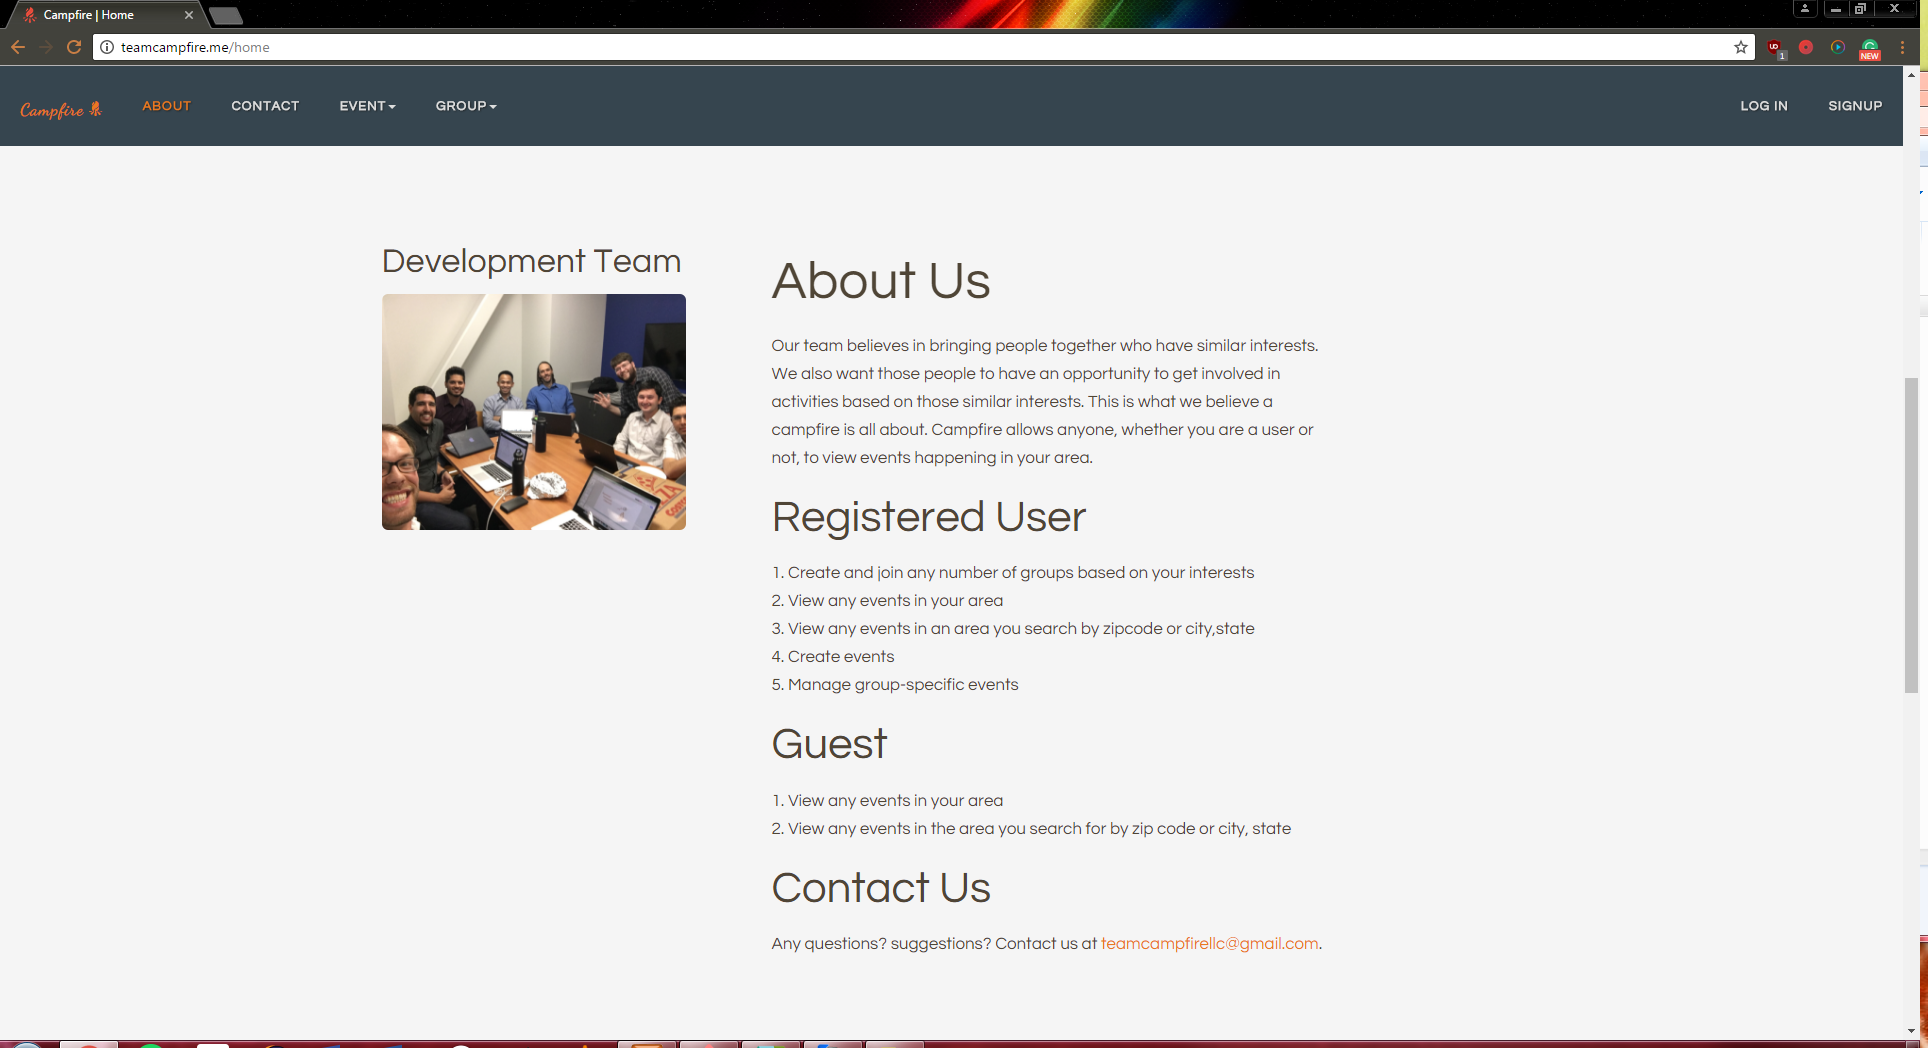 Campfire | Home
teamcampfire.me/home
1
NEW
Campfire
ABOUT
CONTACT
EVENT
GROUP
LOG IN
SIGNUP
Development Team
About Us
Our team believes in bringing people together who have similar interests.
We also want those people to have an opportunity to get involved in
activities based on those similar interests. This is what we believe a
campfire is all about. Campfire allows anyone, whether you are a user or
not, to view events happening in your area.
Registered User
1. Create and join any number of groups based on your interests
2. View any events in your area
3. View any events in an area you search by zipcode or city,state
4. Create events
5. Manage group-specific events
Guest
1. View any events in your area
2. View any events in the area you search for by zip code or city, state
Contact Us
Any questions? suggestions? Contact us at teamcampfirellc@gmail.com.